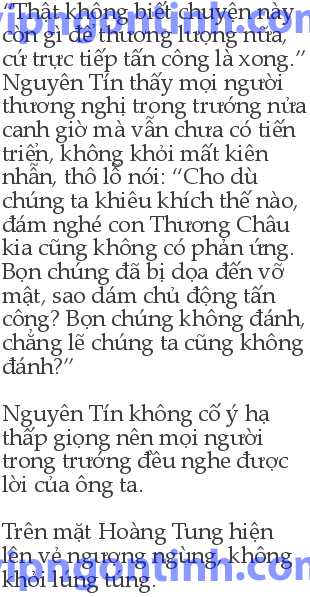 “Thật không biết chuyện này
còn gì để thương lượng nữa,
cứ trực tiếp tấn công là xong.”
Nguyên Tín thấy mọi người
thương nghị trong trướng nửa
canh giờ mà vẫn chưa có tiến
triển, không khỏi mất kiên
nhẫn, thô lỗ nói: “Cho dù
chúng ta khiêu khích thế nào,
đám nghé con Thương Châu
kia cũng không có phản ứng.
Bọn chúng đã bị dọa đến vỡ
mật, sao dám chủ động tấn
công? Bọn chúng không đánh,
chẳng lẽ chúng ta cũng không
đánh?”
Nguyên Tín không cố ý hạ
thấp giọng nên mọi người
trong trướng đều nghe được
lời của ông ta.
Trên mặt Hoàng Tung hiện
lên vẻ ngượng ngùng, không
khỏi lúng túng.
vipngontinh.com
vipngontinh.com